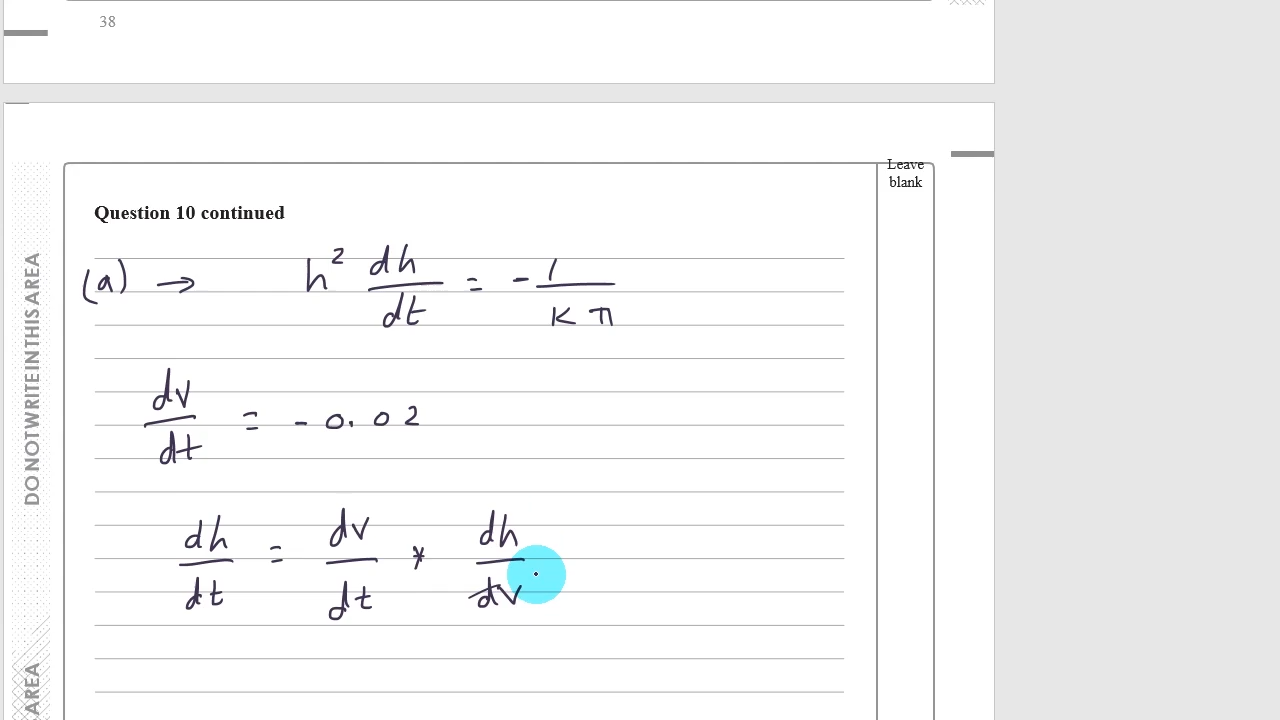 38
Leave
blank
Question 10 continued
(a) → h² dh/dt = - 1/Kπ
dv/dt = - 0.02
dh/dt = dv/dt * dh/dv
DO NOT WRITE IN THIS AREA
AREA